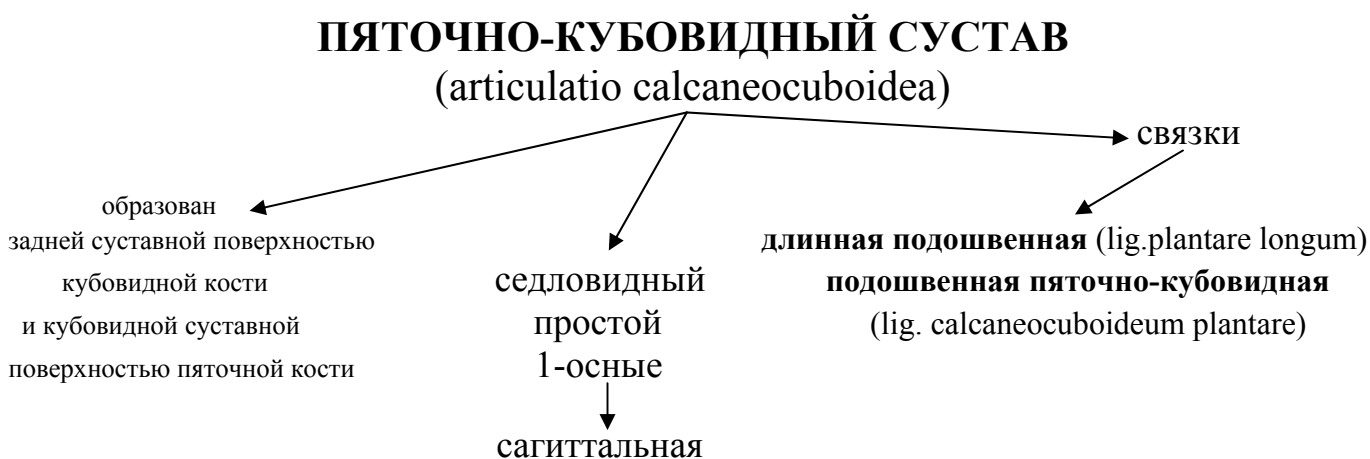 ПЯТОЧНО-КУБОВИДНЫЙ СУСТАВ
(articulatio calcaneocuboidea)
связки
образован
задней суставной поверхностью
кубовидной кости
и кубовидной суставной
поверхностью пяточной кости
седловидный
простой
1-осные
сагиттальная
длинная подошвенная (lig.plantare longum)
подошвенная пяточно-кубовидная
(lig. calcaneocuboideum plantare)